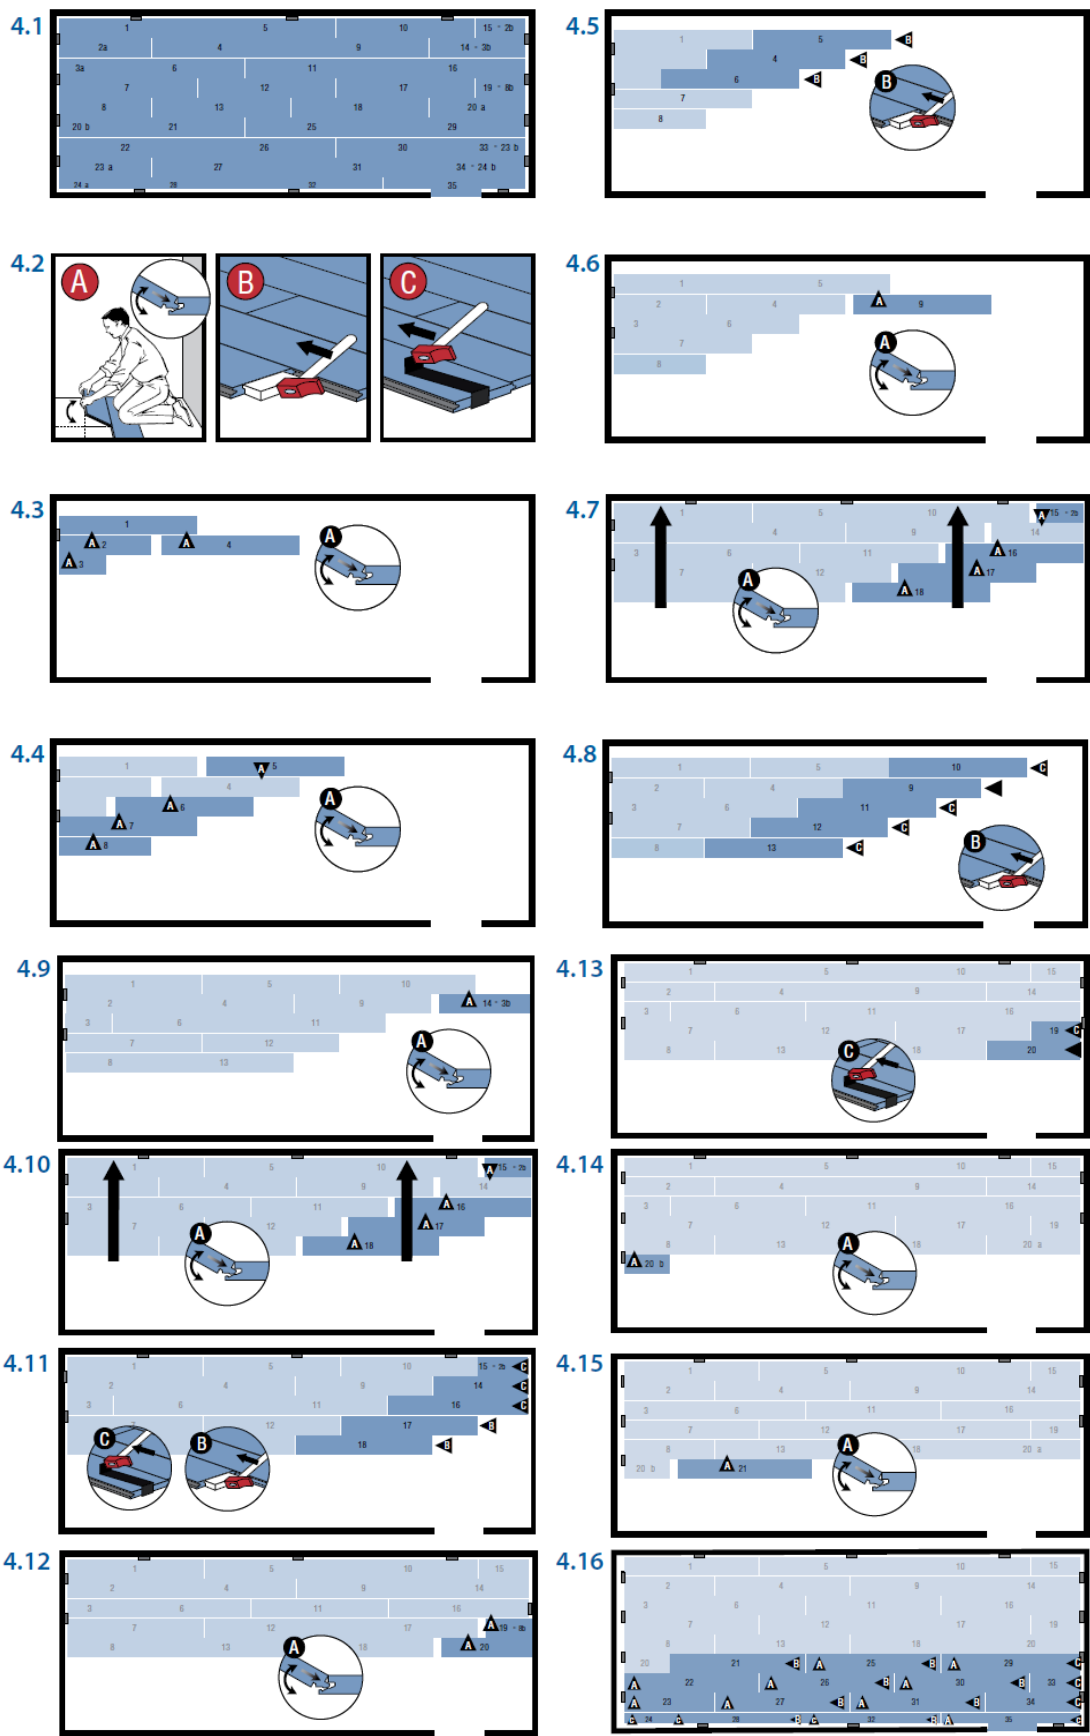 4.1
1 5 10 15 - 2b
2a 4 9 14 - 3b
3a 6 11 16
7 12 17 19 - 8b
8 13 18 20 a
20 b 21 25 29
22 26 30 33 - 23 b
23 a 27 31 34 - 24 b
24 a 28 32 35
4.5
1 5 B
4 B
6 B
7
8
B
4.2
A B C
4.6
1 5
2 4 A 9
3 6
7
8
A
4.3
1
A 2 A 4
A 3
A
4.7
1 5 10 A 15 - 2b
14
3 6 11 A 16
7 12 A 17
A 18
A
4.4
1 A 5
4
A 6
A 7
A 8
A
4.8
1 5 10 C
2 4 9
3 6 11 C
7 12 C
8 13 C
B
4.9
1 5 10
2 4 9 A 14 - 3b
3 6 11
7 12
8 13
A
4.13
1 5 10 15
4 9 14
3 6 11 16
7 12 17 19 C
8 13 18 20
C
4.10
1 5 10 A 15 - 2b
4 9 14
3 6 11 A 16
7 12 A 17
A 18
A
4.14
1 5 10 15
2 4 9 14
3 6 11 16
7 12 17 19
8 13 18 20 a
A 20 b
A
4.11
1 5 10 15 - 2b C
2 4 9 14 C
3 6 11 16 C
7 12 17 B
18 B
C B
4.15
1 5 10 15
2 4 9 14
3 6 11 16
7 12 17 19
8 13 18 20 a
20 b A 21
A
4.12
1 5 10 15
2 4 9 14
3 6 11 16
7 12 17 A 19 - 8b
8 13 18 A 20
A
4.16
1 5 10 15
2 4 9 14
3 6 11 16
7 12 17 19
8 13 18 20
20 21 B A 25 B A 29 C
A 22 A 26 B A 30 B 33 C
A 23 A 27 B A 31 B 34 C
24 28 B 32 B A 35 C